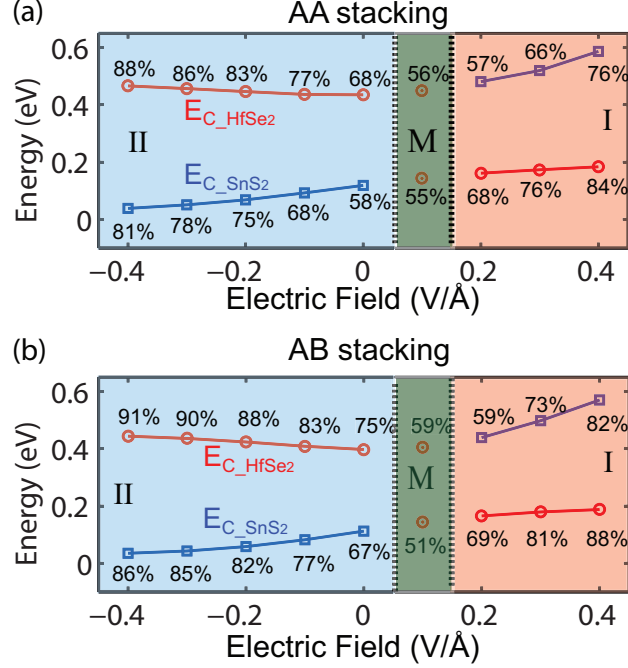 (a) AA stacking
0.6
0.4
0.2
0
Energy (eV)
88% 86% 83% 77% 68% 56% 57% 66% 76%
E_C_HfSe2
II M I
E_C_SnS2
81% 78% 75% 68% 58% 55% 68% 76% 84%
−0.4 −0.2 0 0.2 0.4
Electric Field (V/Å)
(b) AB stacking
0.6
0.4
0.2
0
Energy (eV)
91% 90% 88% 83% 75% 59% 59% 73% 82%
E_C_HfSe2
II M I
E_C_SnS2
86% 85% 82% 77% 67% 51% 69% 81% 88%
−0.4 −0.2 0 0.2 0.4
Electric Field (V/Å)